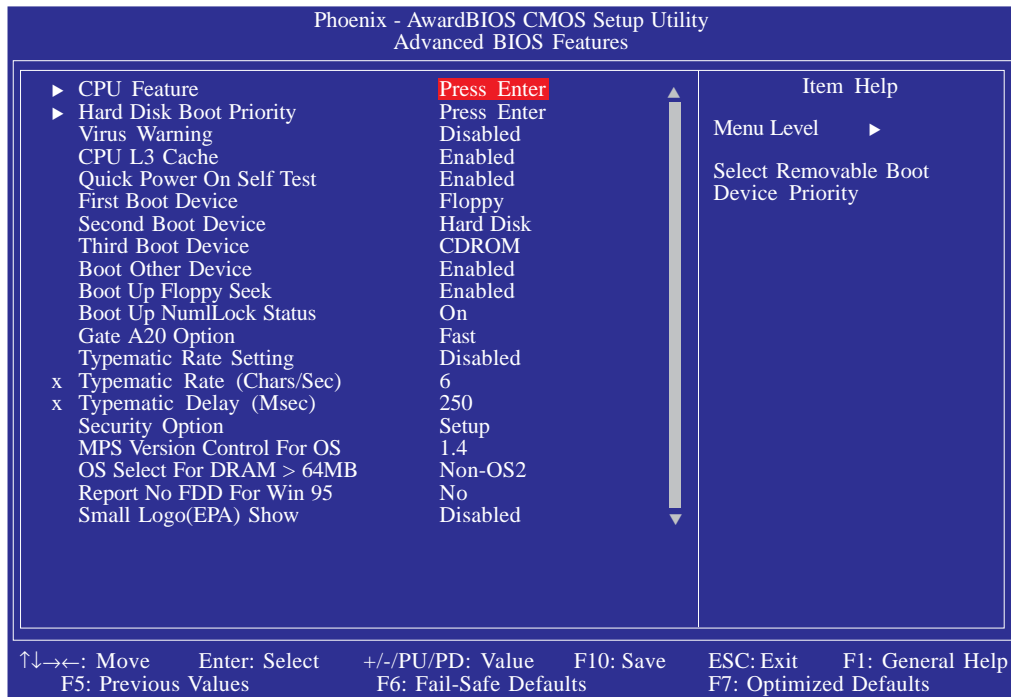 Phoenix - AwardBIOS CMOS Setup Utility
Advanced BIOS Features
▶ CPU Feature Press Enter
▶ Hard Disk Boot Priority Press Enter
Virus Warning Disabled
CPU L3 Cache Enabled
Quick Power On Self Test Enabled
First Boot Device Floppy
Second Boot Device Hard Disk
Third Boot Device CDROM
Boot Other Device Enabled
Boot Up Floppy Seek Enabled
Boot Up NumlLock Status On
Gate A20 Option Fast
Typematic Rate Setting Disabled
x Typematic Rate (Chars/Sec) 6
x Typematic Delay (Msec) 250
Security Option Setup
MPS Version Control For OS 1.4
OS Select For DRAM > 64MB Non-OS2
Report No FDD For Win 95 No
Small Logo(EPA) Show Disabled
Item Help
Menu Level ▶
Select Removable Boot
Device Priority
↑↓→←: Move Enter: Select +/-/PU/PD: Value F10: Save ESC: Exit F1: General Help
F5: Previous Values F6: Fail-Safe Defaults F7: Optimized Defaults